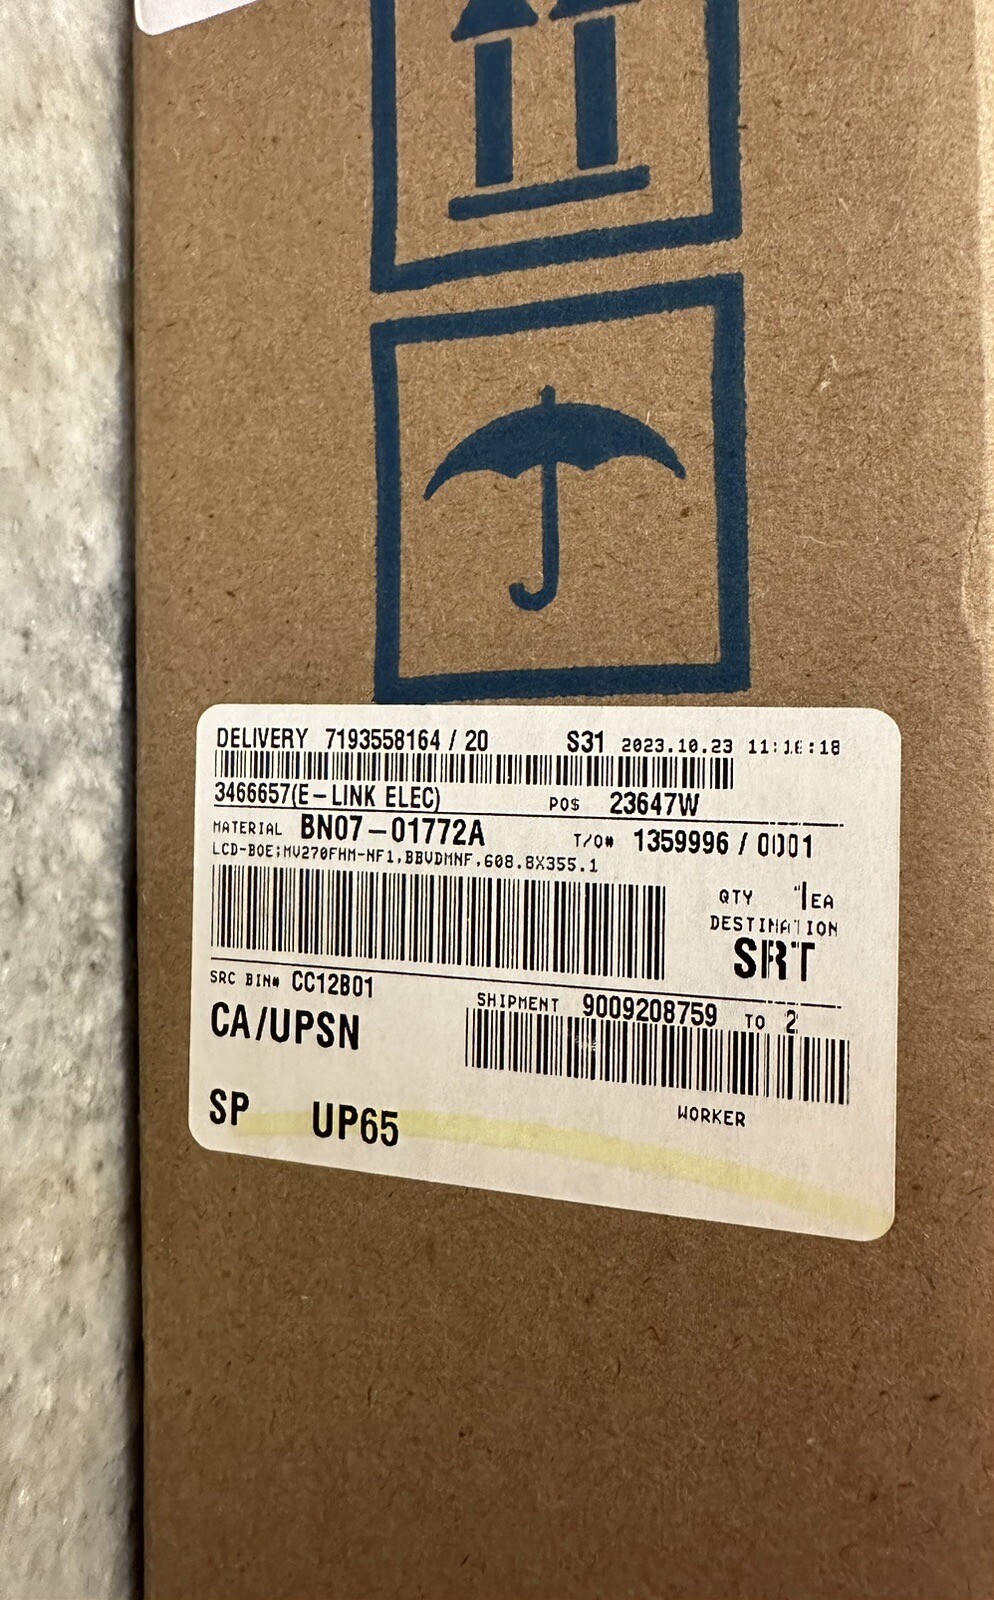 DELIVERY 7193558164 / 20 S31 2023.10.23 11:16:18
3466657(E-LINK ELEC) PO$ 23647W
MATERIAL BN07-01772A T/O# 1359996 / 0001
LCD-BOE;MV270FHM-NF1,BBVDMNF,608.8X355.1
QTY 1EA
DESTINATION
SRT
SRC BIN# CC12B01
SHIPMENT 9009208759 TO 2
CA/UPSN
WORKER
SP UP65